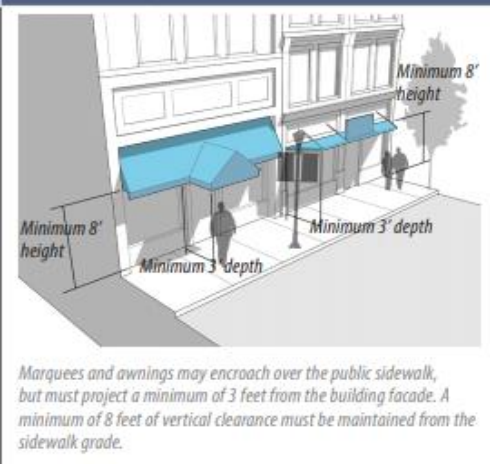 Minimum 8'
height
Minimum 8'
height
Minimum 3' depth
Minimum 3' depth
Marquees and awnings may encroach over the public sidewalk,
but must project a minimum of 3 feet from the building facade. A
minimum of 8 feet of vertical clearance must be maintained from the
sidewalk grade.